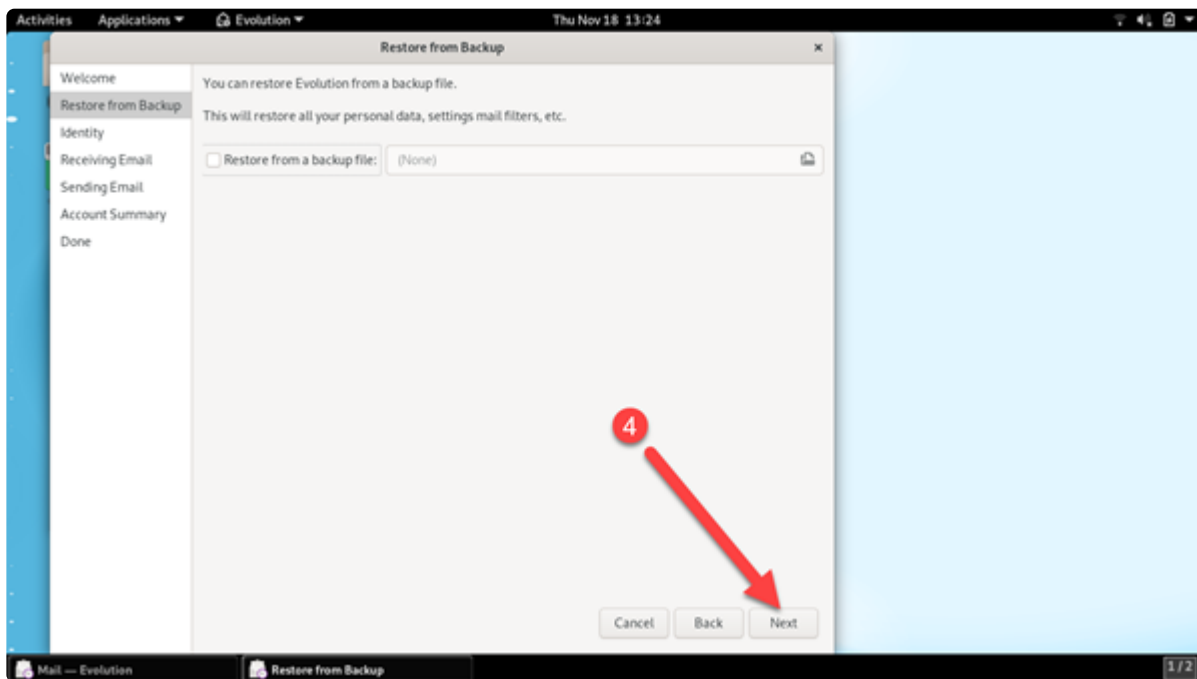 Activities Applications Evolution Thu Nov 18 13:24
Restore from Backup
Welcome
Restore from Backup
Identity
Receiving Email
Sending Email
Account Summary
Done
You can restore Evolution from a backup file.
This will restore all your personal data, settings mail filters, etc.
Restore from a backup file: (None)
4
Cancel Back Next
Mail — Evolution Restore from Backup 1/2